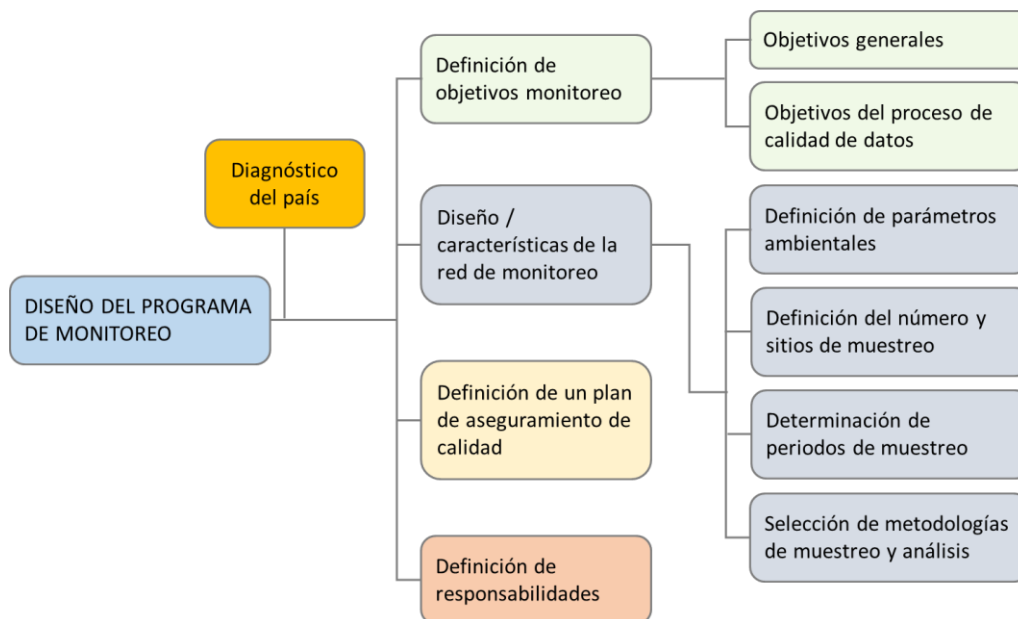 Diagnóstico
del país
DISEÑO DEL PROGRAMA
DE MONITOREO
Definición de
objetivos monitoreo
Objetivos generales
Objetivos del proceso de
calidad de datos
Diseño /
características de la
red de monitoreo
Definición de parámetros
ambientales
Definición del número y
sitios de muestreo
Determinación de
periodos de muestreo
Selección de metodologías
de muestreo y análisis
Definición de un plan
de aseguramiento de
calidad
Definición de
responsabilidades